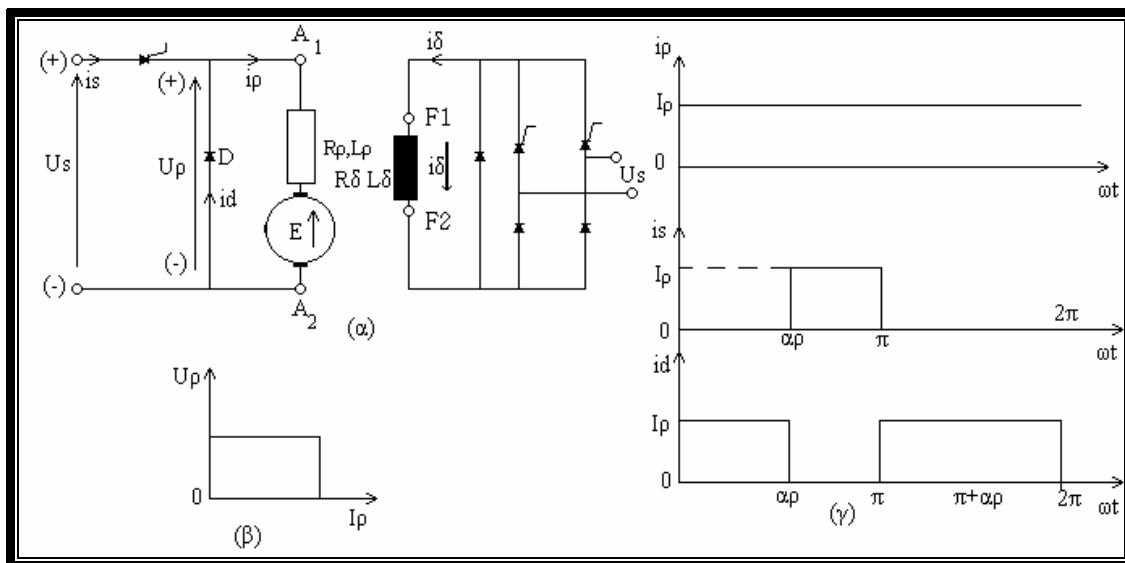 A1
(+)
is
(+)
iρ
Us
Uρ
D
id
Rρ,Lρ
E
(-)
(-)
A2
(α)
iδ
F1
Rδ Lδ
iδ
F2
Us
Uρ
0
Iρ
(β)
iρ
Iρ
0
ωt
is
Iρ
0
αρ
π
2π
ωt
id
Iρ
0
αρ
π
π+αρ
2π
ωt
(γ)